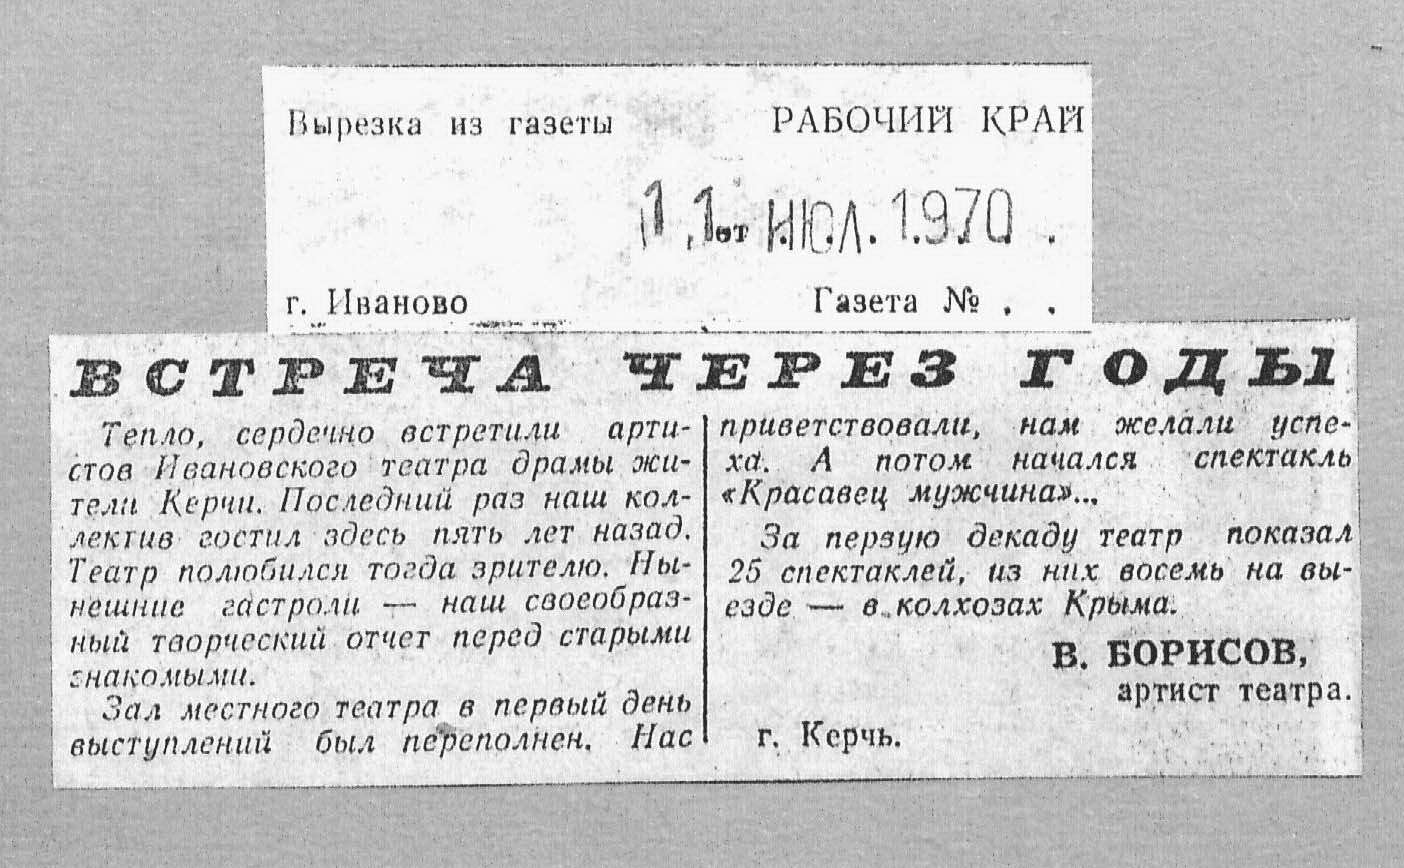 Вырезка из газеты РАБОЧИЙ КРАЙ
11 от ИЮЛ. 1970 .
г. Иваново Газета № . .
ВСТРЕЧА ЧЕРЕЗ ГОДЫ
Тепло, сердечно встретили арти-
стов Ивановского театра драмы жи-
тели Керчи. Последний раз наш кол-
лектив гостил здесь пять лет назад.
Театр полюбился тогда зрителю. Ны-
нешние гастроли — наш своеобраз-
ный творческий отчет перед старыми
знакомыми.
Зал местного театра в первый день
выступлений был переполнен. Нас
приветствовали, нам желали успе-
ха. А потом начался спектакль
«Красавец мужчина»...
За первую декаду театр показал
25 спектаклей, из них восемь на вы-
езде — в колхозах Крыма.
В. БОРИСОВ,
артист театра.
г. Керчь.